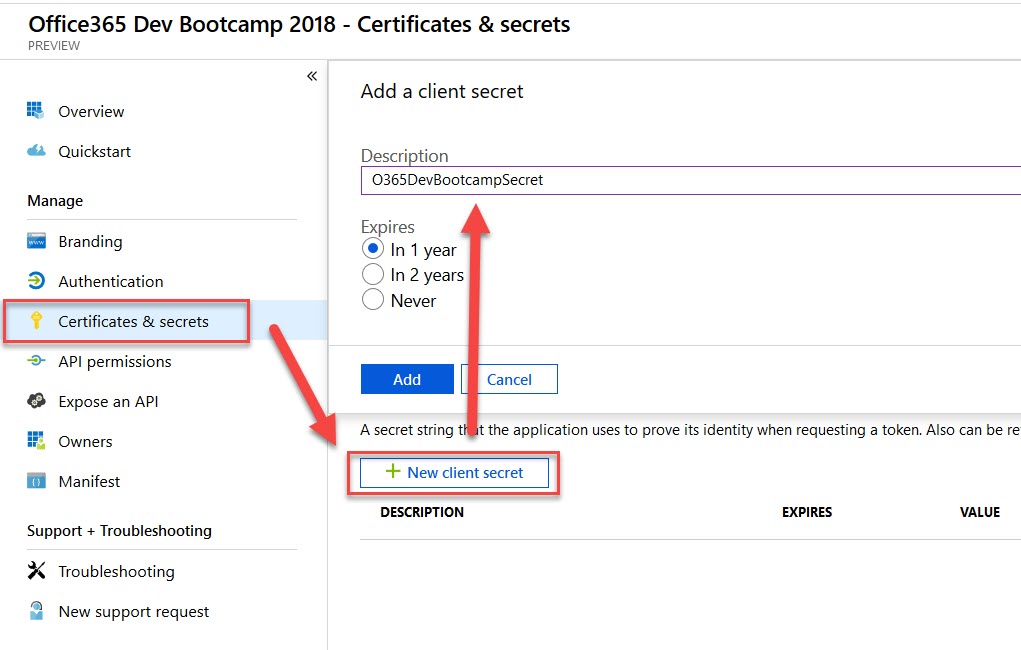 Office365 Dev Bootcamp 2018 - Certificates & secrets
PREVIEW
«
Overview
Quickstart
Manage
Branding
Authentication
Certificates & secrets
API permissions
Expose an API
Owners
Manifest
Support + Troubleshooting
Troubleshooting
New support request
Add a client secret
Description
O365DevBootcampSecret
Expires
In 1 year
In 2 years
Never
Add
Cancel
A secret string that the application uses to prove its identity when requesting a token. Also can be re
+ New client secret
DESCRIPTION EXPIRES VALUE